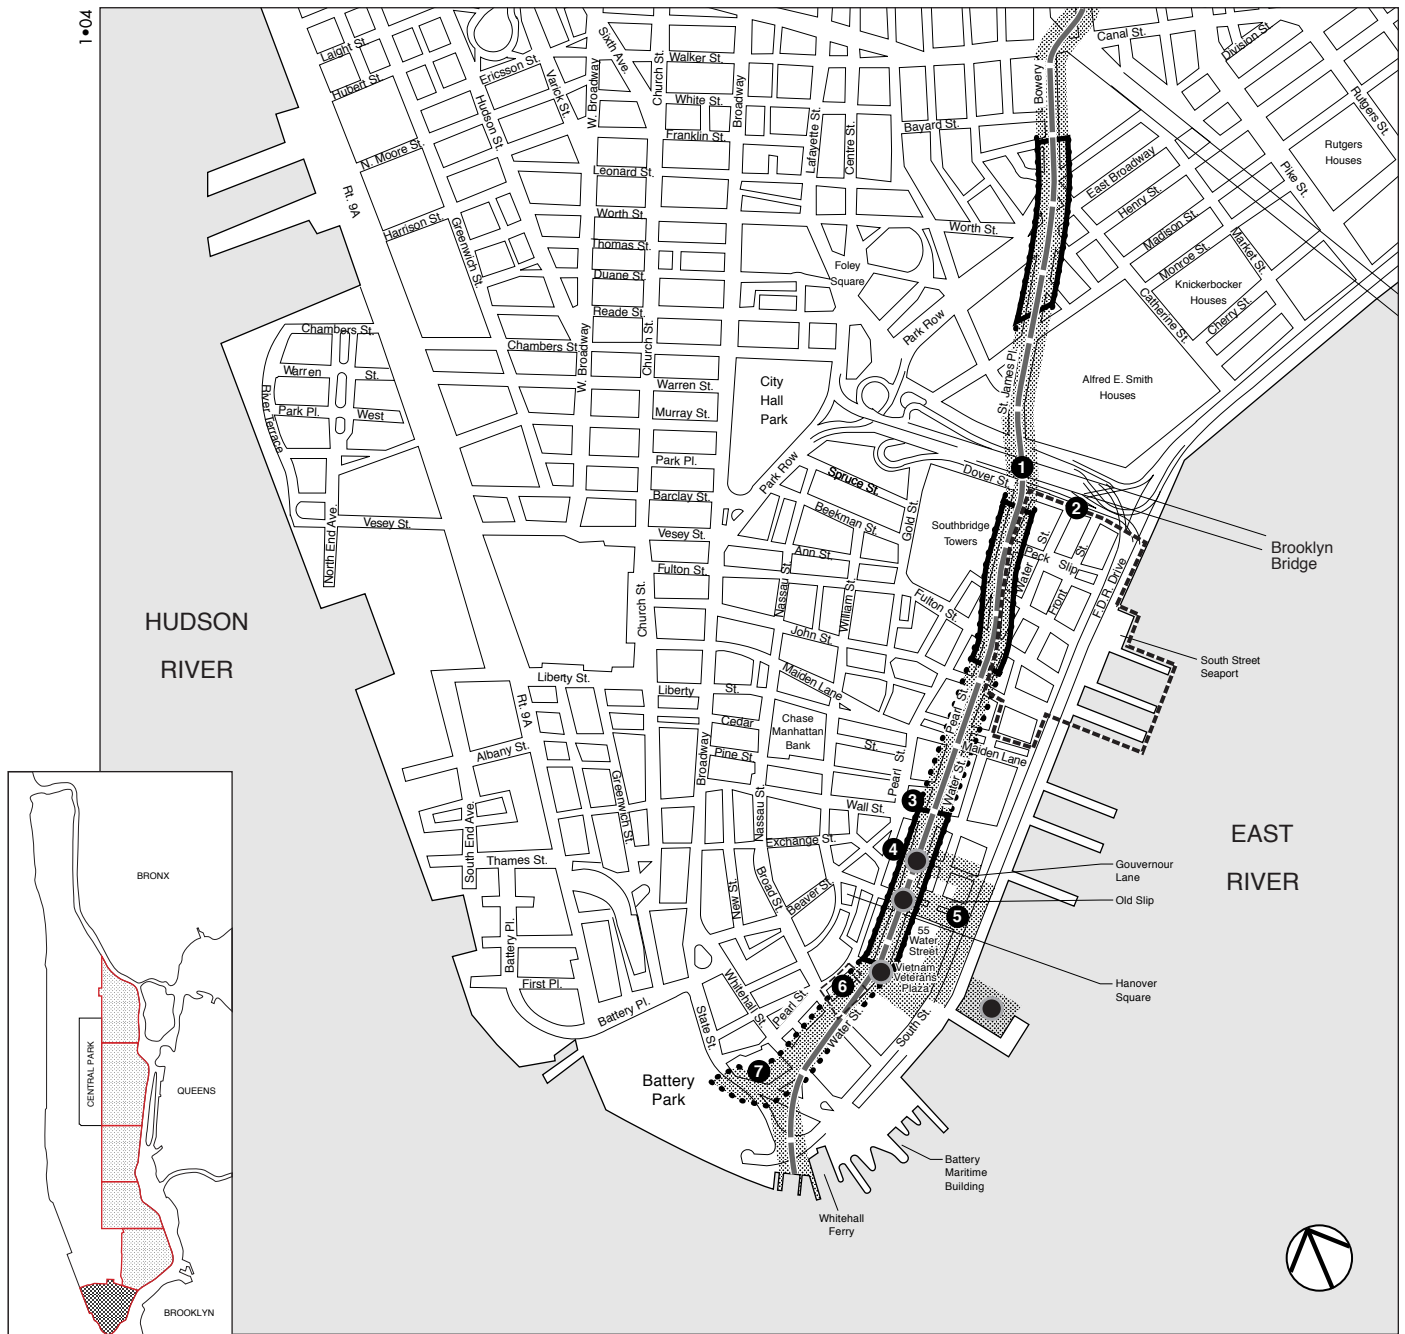 1•04
Laight St.
Hubert St.
Ericsson St.
Varick St.
Hudson St.
N. Moore St.
Rt. 9A
Harrison St.
Greenwich St.
W. Broadway
Sixth Ave.
Church St.
Walker St.
White St.
Broadway
Franklin St.
Leonard St.
Worth St.
Thomas St.
Duane St.
Reade St.
Lafayette St.
Centre St.
Bayard St.
Bowery
Canal St.
Division St.
Rutgers St.
Rutgers
Houses
Pike St.
East Broadway
Henry St.
Madison St.
Monroe St.
Market St.
Knickerbocker
Houses
Cherry St.
Catherine St.
Worth St.
Foley
Square
Park Row
St. James Pl.
Alfred E. Smith
Houses
Chambers St.
Warren
St.
Park Pl.
West
River Terrace
North End Ave.
Vesey St.
Chambers St.
W. Broadway
Church St.
Warren St.
Murray St.
City
Hall
Park
Park Pl.
Park Row
Barclay St.
Vesey St.
Fulton St.
Church St.
Spruce St.
Beekman St.
Ann St.
Nassau St.
William St.
John St.
Gold St.
Dover St.
Southbridge
Towers
Fulton St.
1
2
Water St.
Peck Slip
Front St.
F.D.R. Drive
Brooklyn
Bridge
South Street
Seaport
HUDSON
RIVER
Liberty St.
Rt. 9A
Albany St.
Liberty St.
Cedar St.
Pine St.
Broadway
Maiden Lane
Chase
Manhattan
Bank
Pearl St.
Pearl St.
Maiden Lane
Water St.
Wall St.
3
4
5
6
7
Greenwich St.
Nassau St.
Exchange St.
Broad St.
New St.
Beaver St.
South End Ave.
Thames St.
Battery Pl.
First Pl.
Battery Pl.
State St.
Whitehall St.
Pearl St.
Water St.
South St.
55
Water
Street
Vietnam
Veterans
Plaza
Gouvernour
Lane
Old Slip
Hanover
Square
EAST
RIVER
Battery
Park
Battery
Maritime
Building
Whitehall
Ferry
BRONX
CENTRAL PARK
QUEENS
BROOKLYN